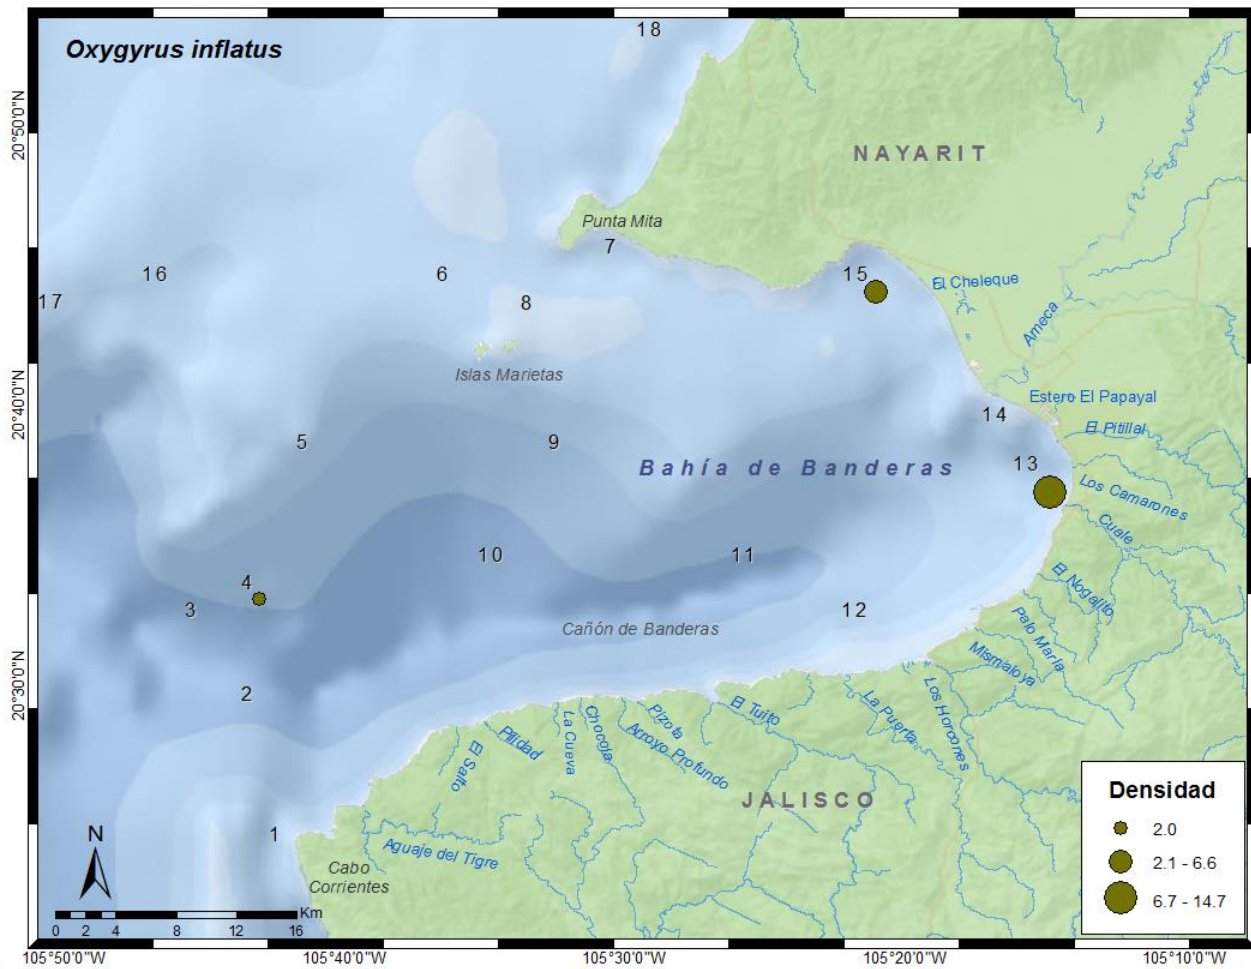 18
Oxygyrus inflatus
20°50'0"N
NAYARIT
Punta Mita
7
16
6
15
El Cheleque
17
8
Ameca
Islas Marietas
20°40'0"N
Estero El Papayal
14
El Pitillal
5
9
Bahía de Banderas
13
Los Camarones
Cuale
10
11
4
El Nogalito
3
12
Palo María
Cañón de Banderas
Mismaloya
2
20°30'0"N
Los Horcones
La Puerta
El Tuito
Pizota
Chocola
La Cueva
Arroyo Profundo
Pilidad
El Salto
JALISCO
Densidad
2.0
2.1 - 6.6
6.7 - 14.7
1
N
Aguaje del Tigre
Cabo
Corrientes
Km
0 2 4 8 12 16
105°50'0"W
105°40'0"W
105°30'0"W
105°20'0"W
105°10'0"W